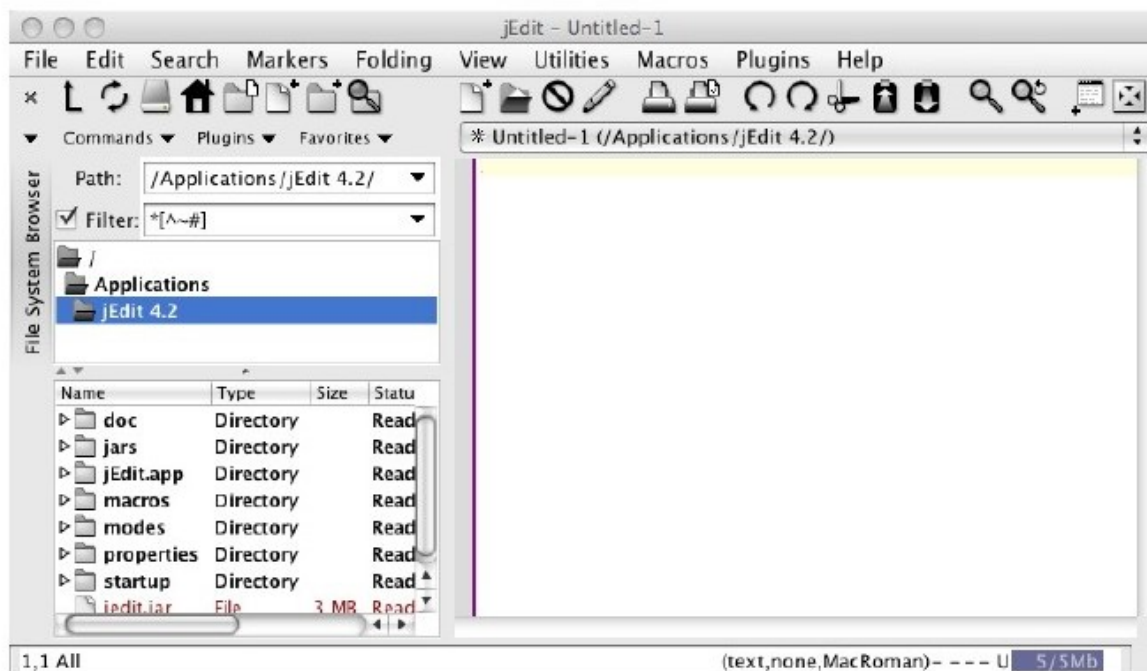 jEdit - Untitled-1
File Edit Search Markers Folding View Utilities Macros Plugins Help
Commands Plugins Favorites
* Untitled-1 (/Applications/jEdit 4.2/)
File System Browser
Path: /Applications/jEdit 4.2/
Filter: *[^~#]
/
Applications
jEdit 4.2
Name Type Size Statu
doc Directory Read
jars Directory Read
jEdit.app Directory Read
macros Directory Read
modes Directory Read
properties Directory Read
startup Directory Read
jedit.jar File 3 MB Read
1,1 All
(text,none,MacRoman)- - - - U 5/5Mb